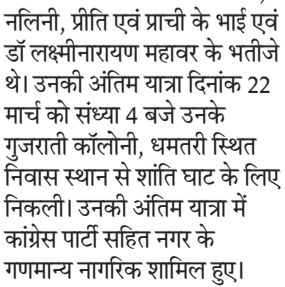 नलिनी, प्रीति एवं प्राची के भाई एवं
डॉ लक्ष्मीनारायण महावर के भतीजे
थे। उनकी अंतिम यात्रा दिनांक 22
मार्च को संध्या 4 बजे उनके
गुजराती कॉलोनी, धमतरी स्थित
निवास स्थान से शांति घाट के लिए
निकली। उनकी अंतिम यात्रा में
कांग्रेस पार्टी सहित नगर के
गणमान्य नागरिक शामिल हुए।